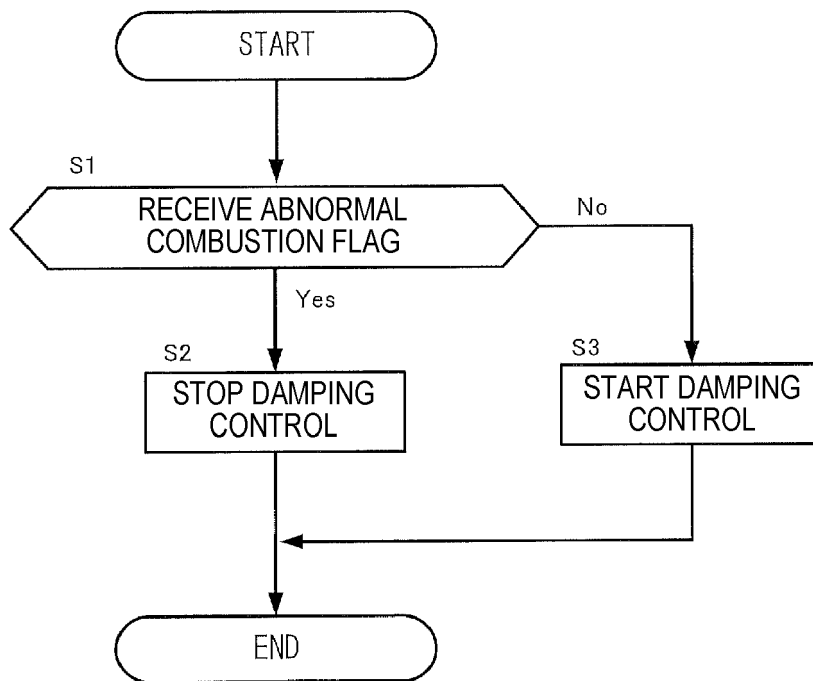 START
S1
RECEIVE ABNORMAL
COMBUSTION FLAG
No
Yes
S2
STOP DAMPING
CONTROL
S3
START DAMPING
CONTROL
END